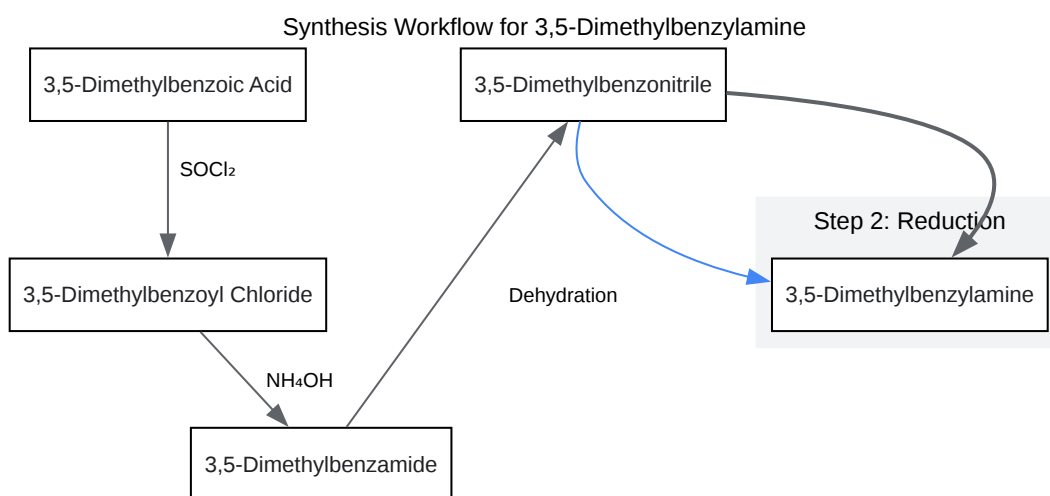 Synthesis Workflow for 3,5-Dimethylbenzylamine
3,5-Dimethylbenzoic Acid
3,5-Dimethylbenzonitrile
SOCl₂
Step 2: Reduction
3,5-Dimethylbenzoyl Chloride
Dehydration
3,5-Dimethylbenzylamine
NH₄OH
3,5-Dimethylbenzamide